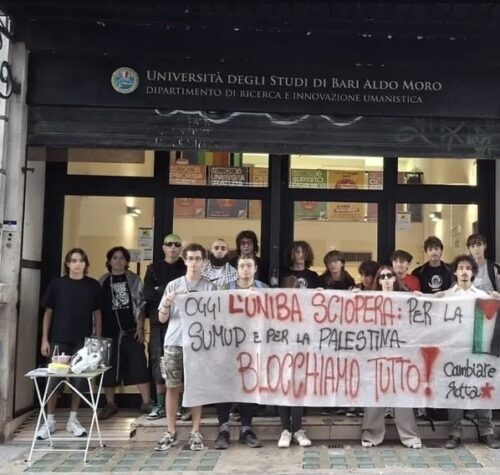 UNIVERSITÀ DEGLI STUDI DI BARI ALDO MORO
DIPARTIMENTO DI RICERCA E INNOVAZIONE UMANISTICA
OGGI L'UNIBA SCIOPERA: PER LA
SUMUD E PER LA PALESTINA
BLOCCHIAMO TUTTO!
Cambiare
rotta